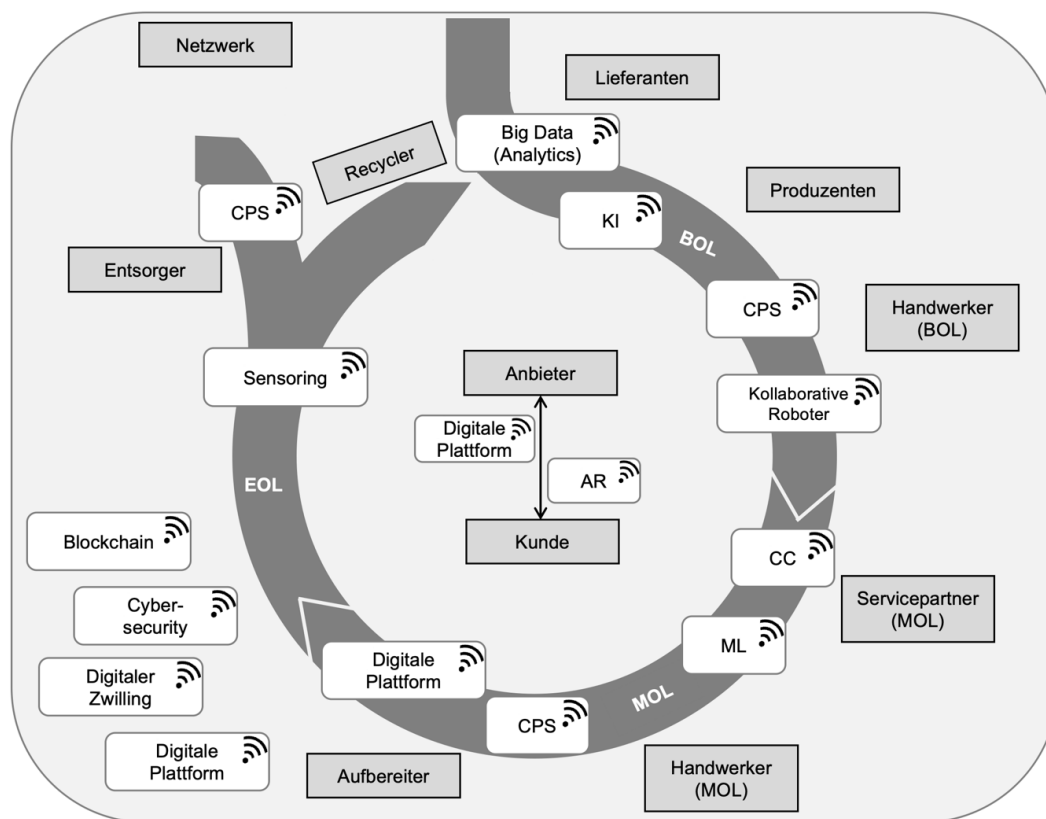 Netzwerk
Lieferanten
Big Data
(Analytics)
Recycler
Produzenten
CPS
KI
BOL
Entsorger
CPS
Handwerker
(BOL)
Sensoring
Anbieter
Kollaborative
Roboter
Digitale
Plattform
AR
EOL
Kunde
Blockchain
CC
Cyber-
security
Servicepartner
(MOL)
ML
Digitale
Plattform
Digitaler
Zwilling
MOL
CPS
Digitale
Plattform
Aufbereiter
Handwerker
(MOL)